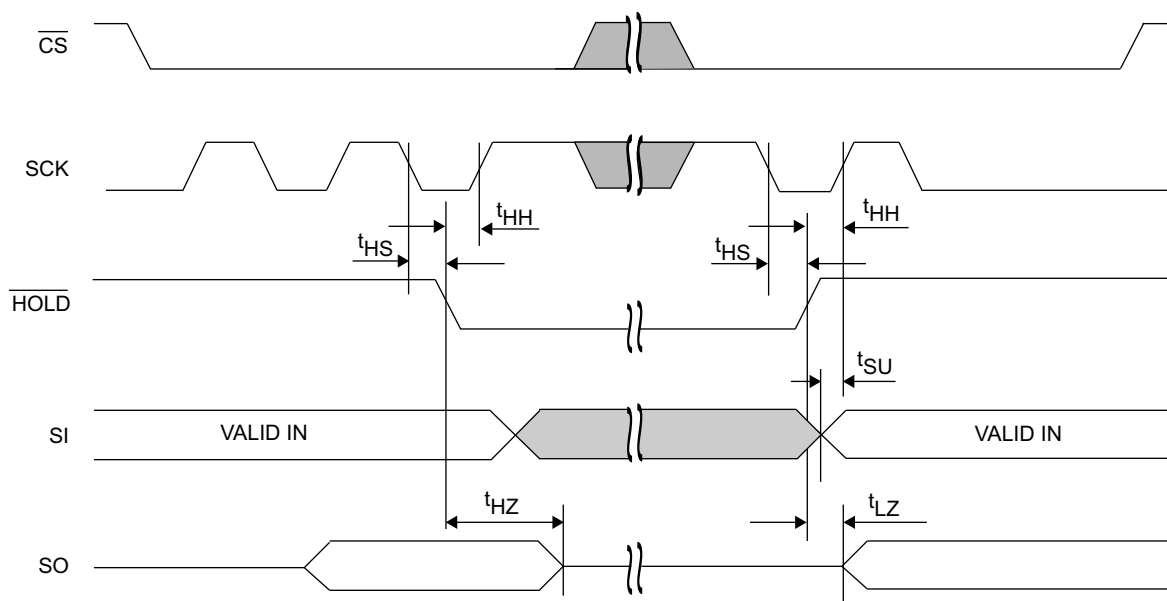 CS
SCK
tHH
tHH
tHS
tHS
HOLD
tSU
SI
VALID IN
VALID IN
tHZ
tLZ
SO